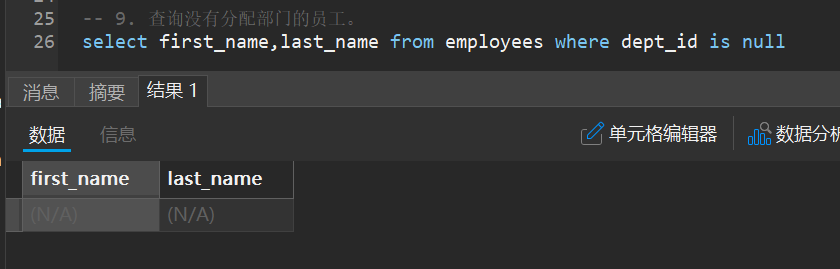 25 -- 9. 查询没有分配部门的员工。
26 select first_name,last_name from employees where dept_id is null
消息 摘要 结果 1
数据 信息 单元格编辑器 数据分析
first_name last_name
(N/A) (N/A)